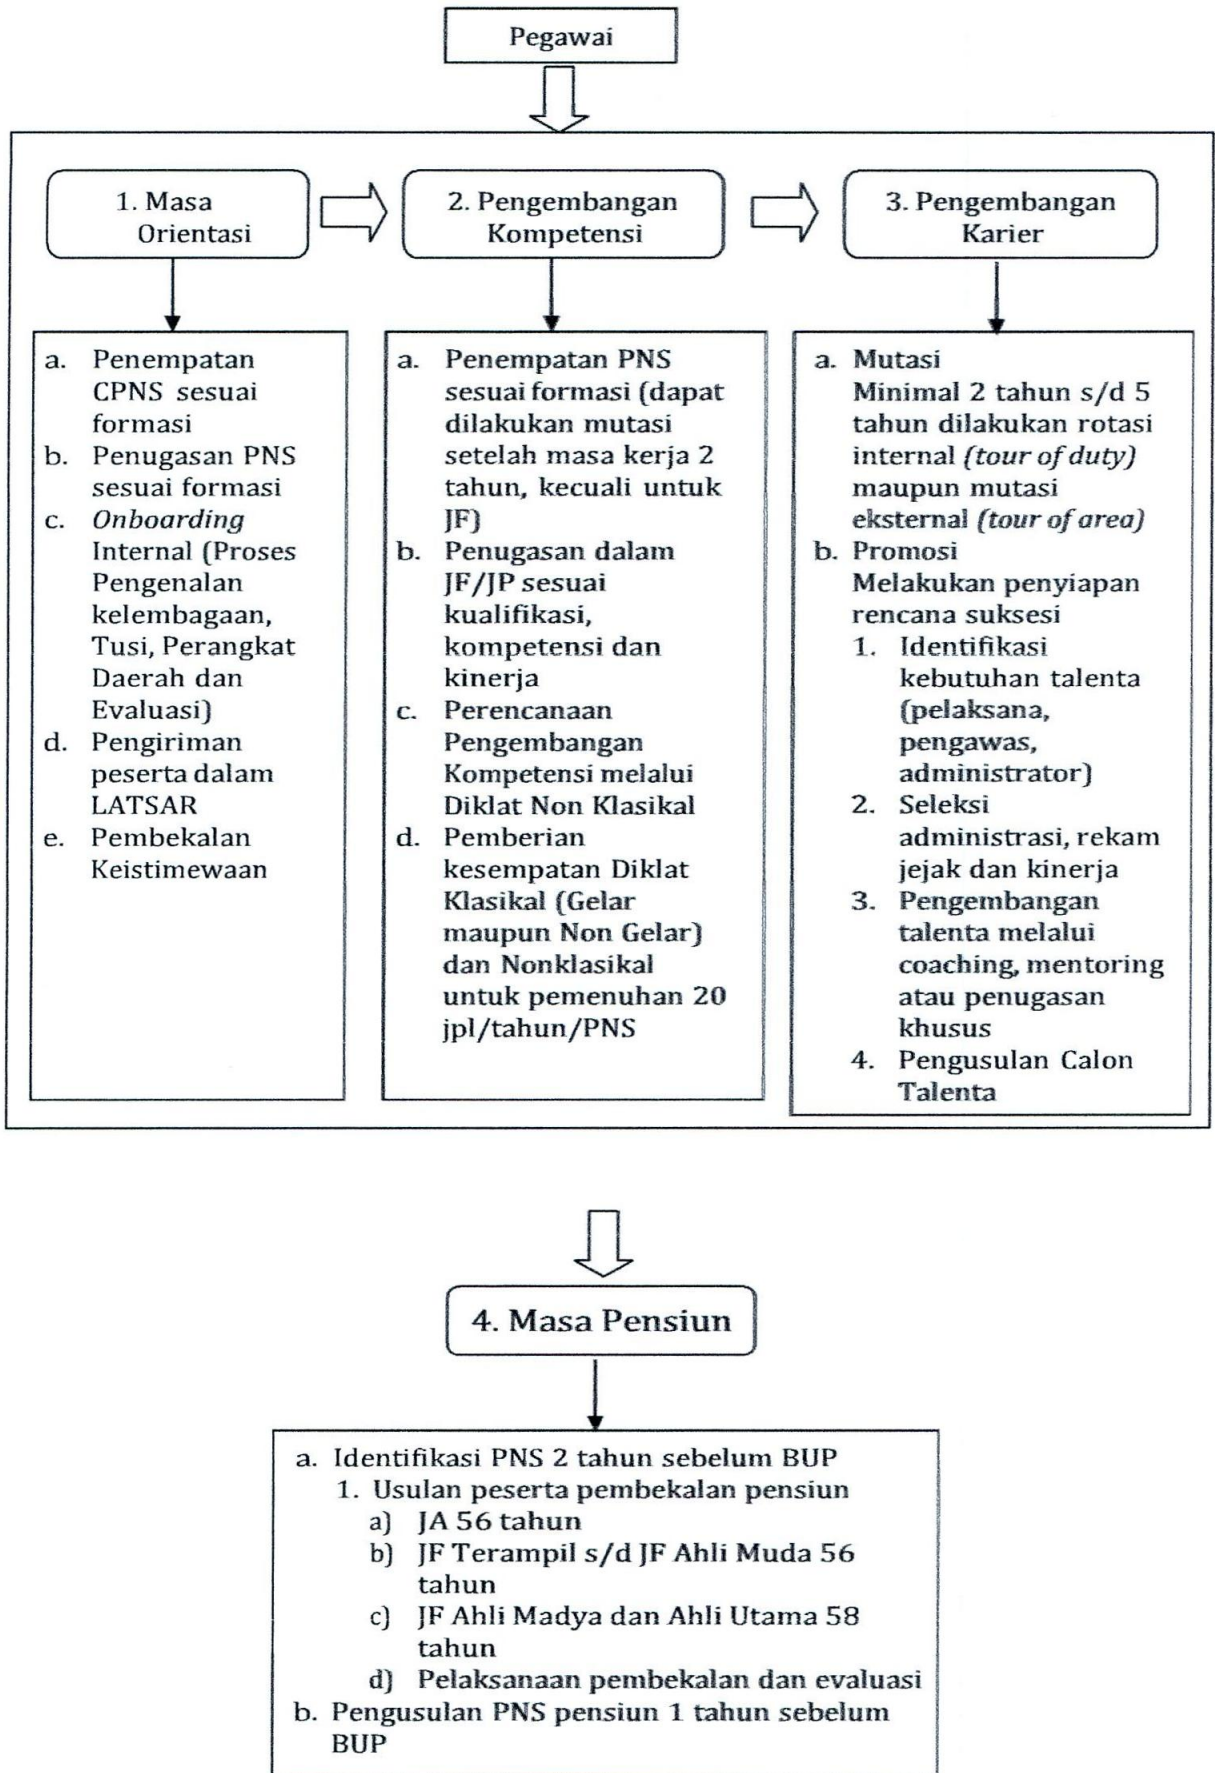 Pegawai
1. Masa
Orientasi
2. Pengembangan
Kompetensi
3. Pengembangan
Karier
a. Penempatan
CPNS sesuai
formasi
b. Penugasan PNS
sesuai formasi
c. Onboarding
Internal (Proses
Pengenalan
kelembagaan,
Tusi, Perangkat
Daerah dan
Evaluasi)
d. Pengiriman
peserta dalam
LATSAR
e. Pembekalan
Keistimewaan
a. Penempatan PNS
sesuai formasi (dapat
dilakukan mutasi
setelah masa kerja 2
tahun, kecuali untuk
JF)
b. Penugasan dalam
JF/JP sesuai
kualifikasi,
kompetensi dan
kinerja
c. Perencanaan
Pengembangan
Kompetensi melalui
Diklat Non Klasikal
d. Pemberian
kesempatan Diklat
Klasikal (Gelar
maupun Non Gelar)
dan Nonklasikal
untuk pemenuhan 20
jpl/tahun/PNS
a. Mutasi
Minimal 2 tahun s/d 5
tahun dilakukan rotasi
internal (tour of duty)
maupun mutasi
eksternal (tour of area)
b. Promosi
Melakukan penyiapan
rencana suksesi
1. Identifikasi
kebutuhan talenta
(pelaksana,
pengawas,
administrator)
2. Seleksi
administrasi, rekam
jejak dan kinerja
3. Pengembangan
talenta melalui
coaching, mentoring
atau penugasan
khusus
4. Pengusulan Calon
Talenta
4. Masa Pensiun
a. Identifikasi PNS 2 tahun sebelum BUP
1. Usulan peserta pembekalan pensiun
a) JA 56 tahun
b) JF Terampil s/d JF Ahli Muda 56
tahun
c) JF Ahli Madya dan Ahli Utama 58
tahun
d) Pelaksanaan pembekalan dan evaluasi
b. Pengusulan PNS pensiun 1 tahun sebelum
BUP